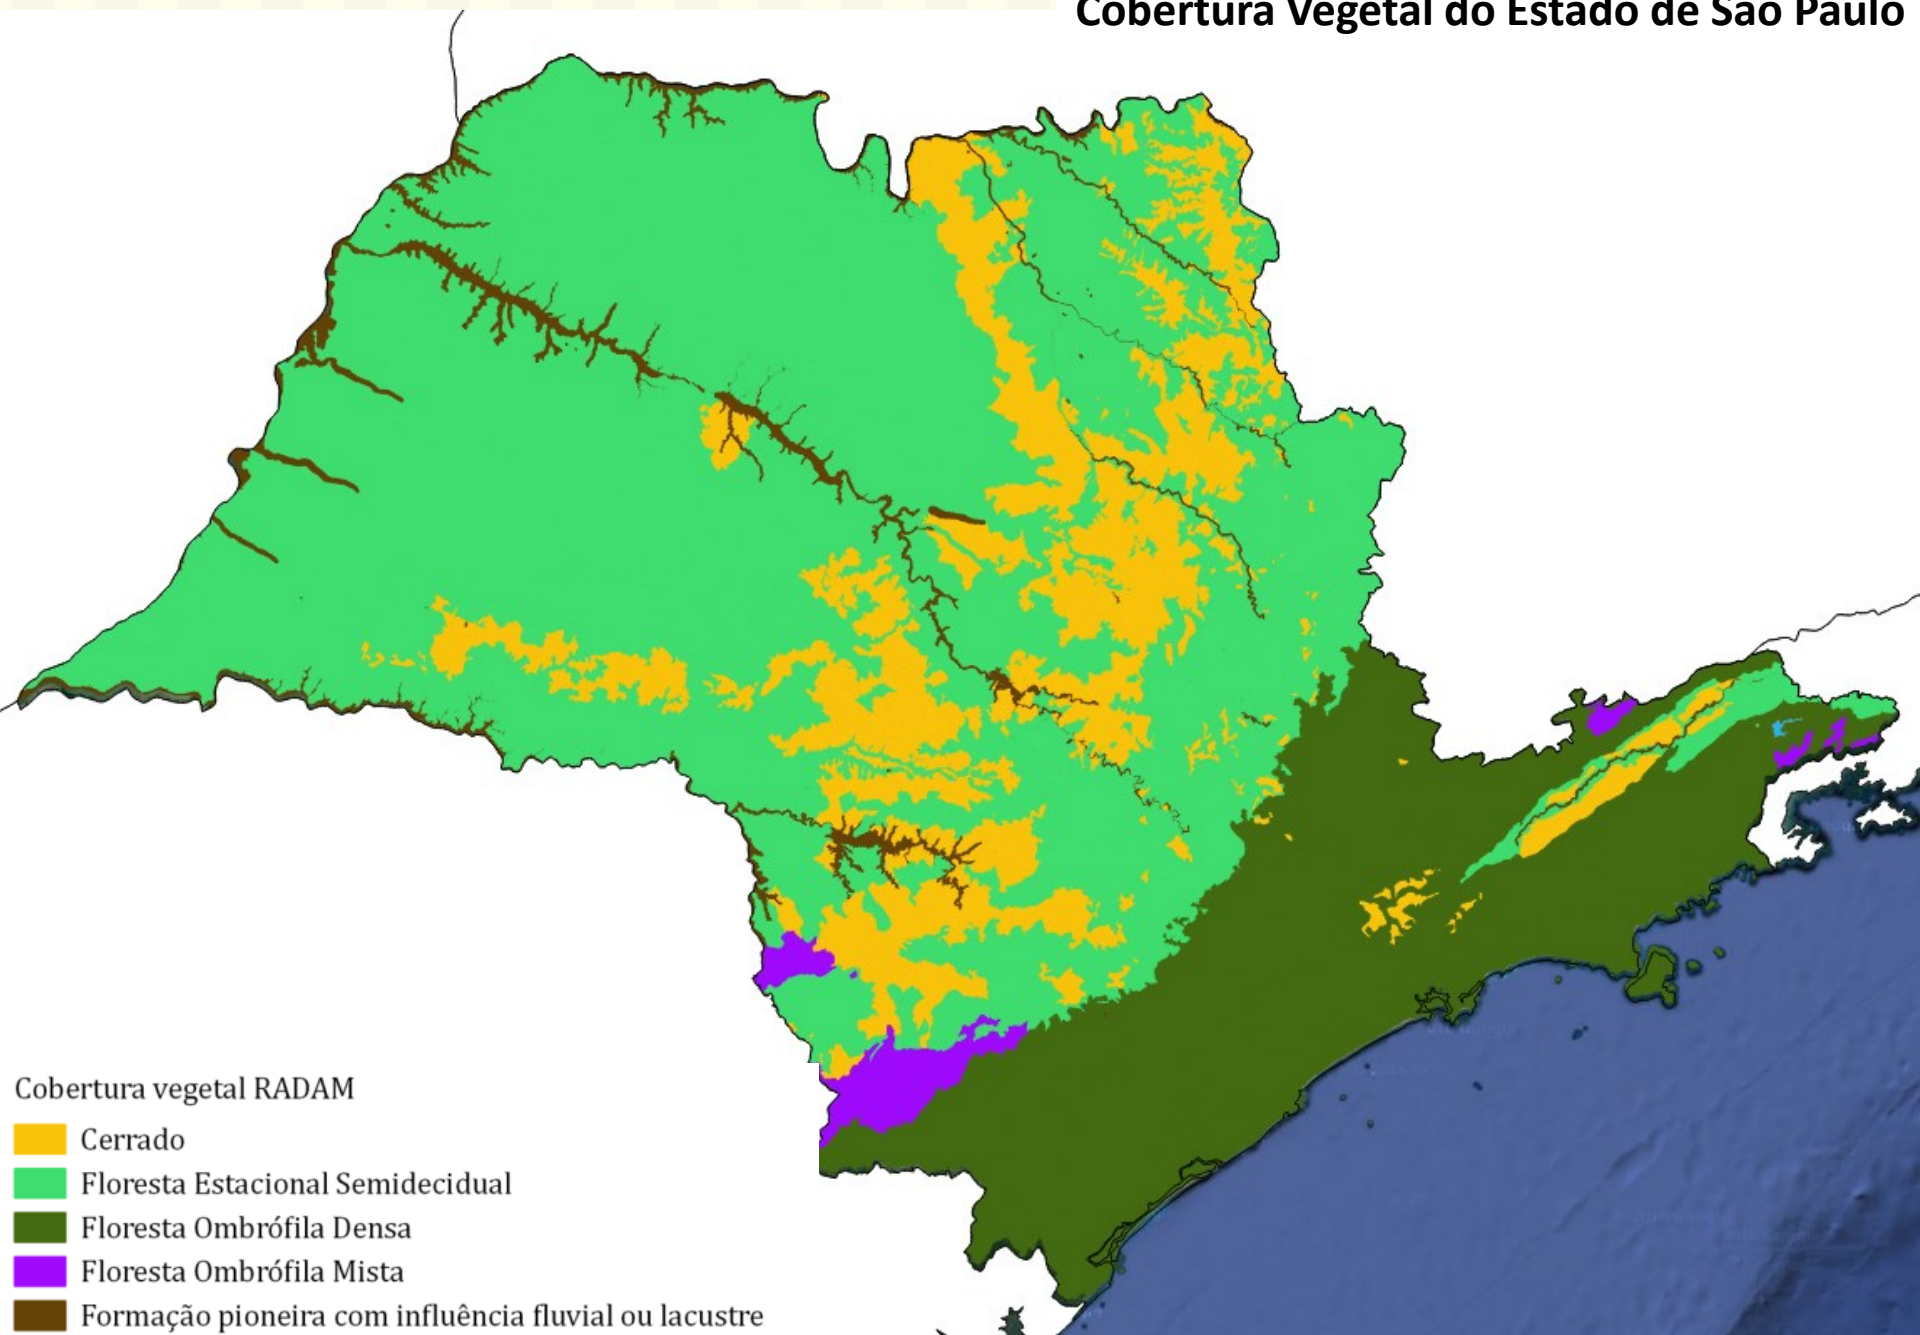 Cobertura Vegetal do Estado de São Paulo
Cobertura vegetal RADAM
Cerrado
Floresta Estacional Semidecidual
Floresta Ombrófila Densa
Floresta Ombrófila Mista
Formação pioneira com influência fluvial ou lacustre